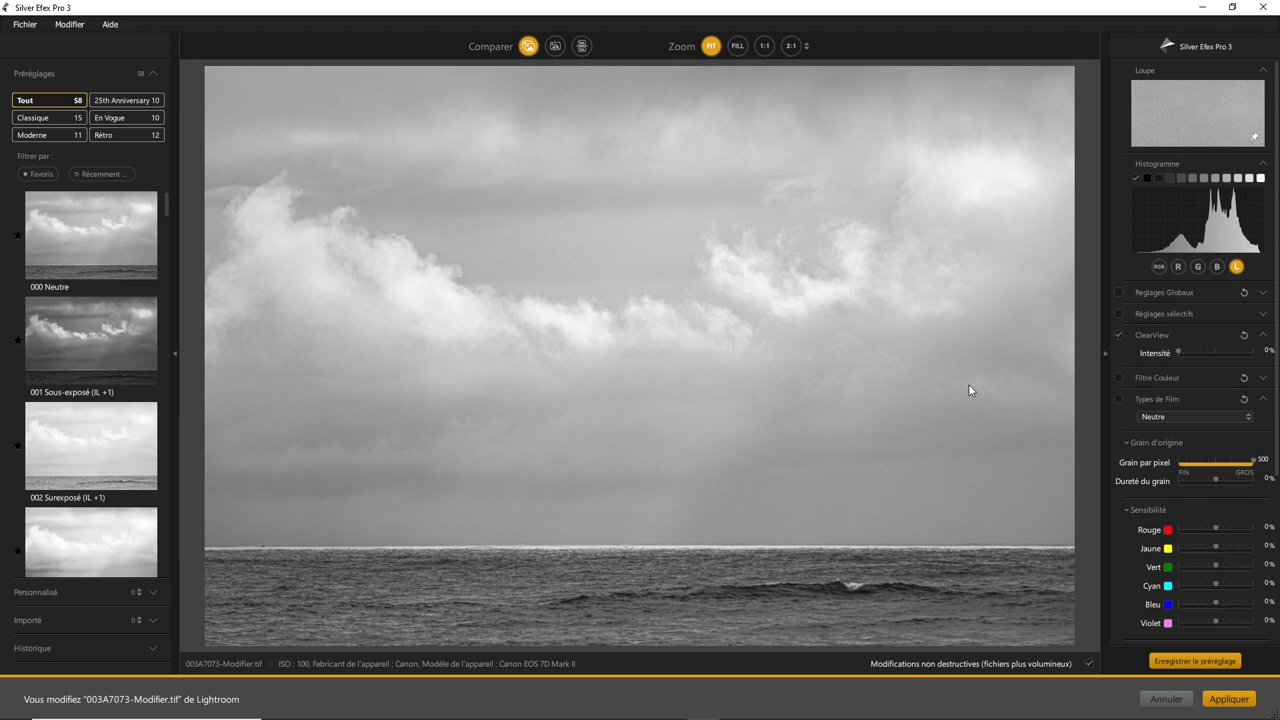 Silver Efex Pro 3
Fichier Modifier Aide
Comparer Zoom FIT FILL 1:1 2:1
Silver Efex Pro 3
Préréglages 58
Tout 58 25th Anniversary 10
Classique 15 En Vogue 10
Moderne 11 Rétro 12
Filtrer par :
Favoris Récemment ...
000 Neutre
001 Sous-exposé (IL +1)
002 Surexposé (IL +1)
Personnalisé 0
Importé 0
Historique
003A7073-Modifier.tif ISO : 100, Fabricant de l'appareil : Canon, Modèle de l'appareil : Canon EOS 7D Mark II Modifications non destructives (fichiers plus volumineux)
Loupe
Histogramme
RGB R G B L
Reglages Globaux
Réglages sélectifs
ClearView
Intensité 0%
Filtre Couleur
Types de Film
Neutre
Grain d'origine
Grain par pixel 500
FIN GROS
Dureté du grain 0%
Sensibilité
Rouge 0%
Jaune 0%
Vert 0%
Cyan 0%
Bleu 0%
Violet 0%
Enregistrer le préréglage
Vous modifiez "003A7073-Modifier.tif" de Lightroom Annuler Appliquer